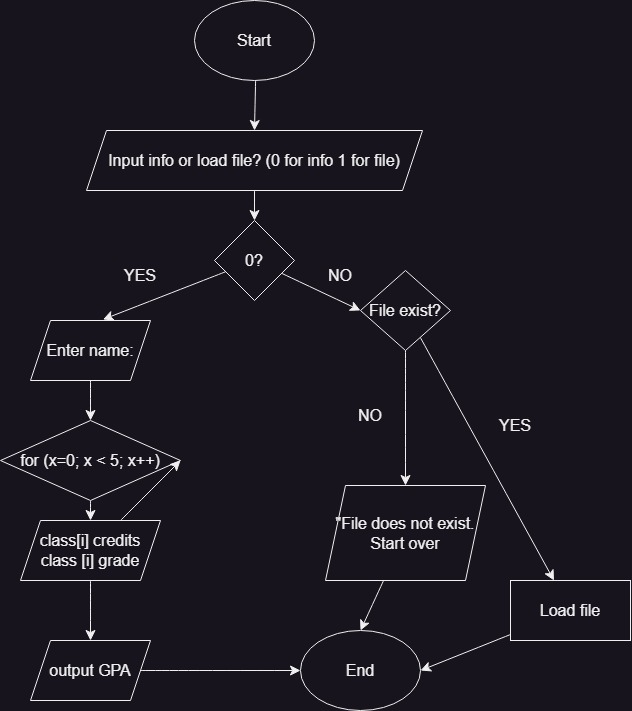 Start
Input info or load file? (0 for info 1 for file)
0?
YES
NO
File exist?
Enter name:
NO
YES
for (x=0; x < 5; x++)
"File does not exist.
Start over
class[i] credits
class [i] grade
Load file
output GPA
End